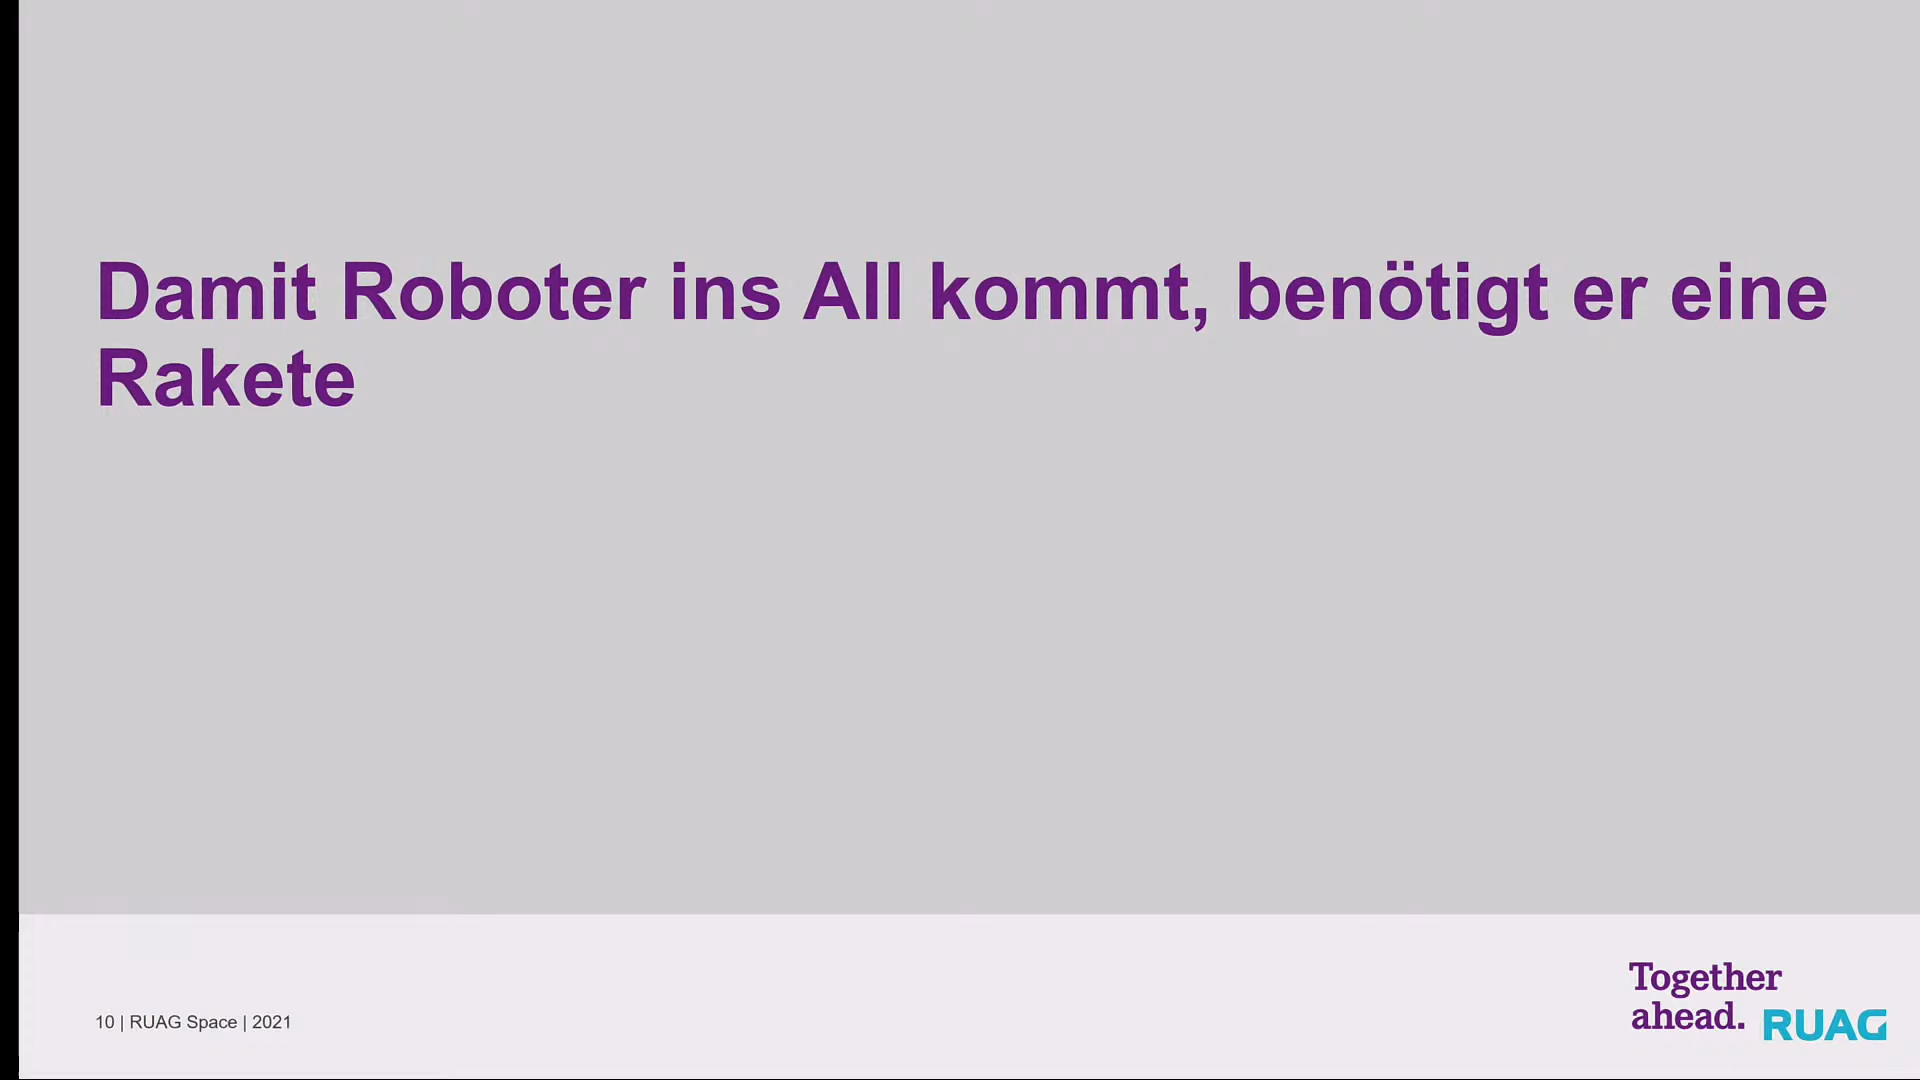 Damit Roboter ins All kommt, benötigt er eine
Rakete
10 | RUAG Space | 2021
Together
ahead. RUAG